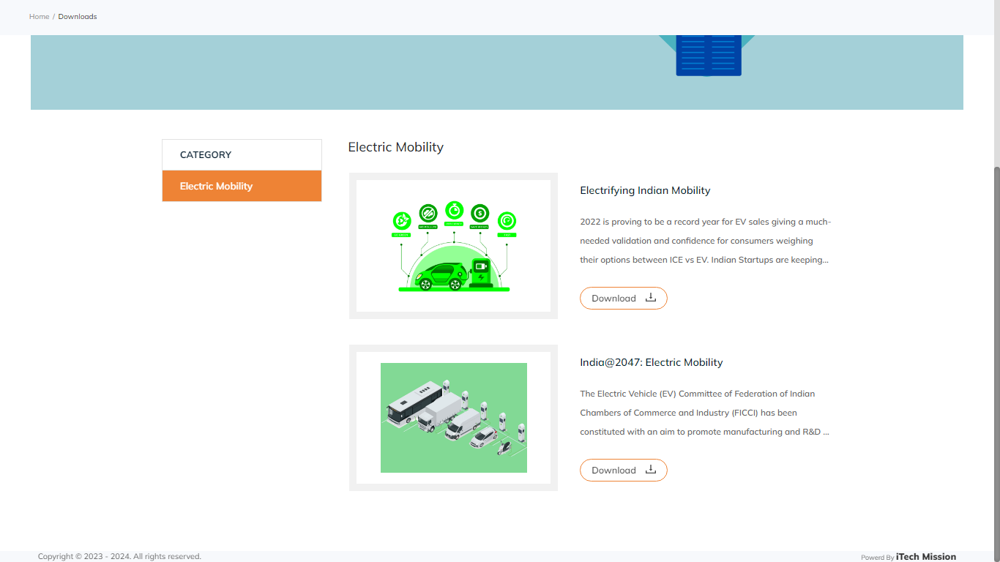 Home / Downloads
CATEGORY
Electric Mobility
Electric Mobility
Electrifying Indian Mobility
2022 is proving to be a record year for EV sales giving a much-
needed validation and confidence for consumers weighing
their options between ICE vs EV. Indian Startups are keeping...
Download
India@2047: Electric Mobility
The Electric Vehicle (EV) Committee of Federation of Indian
Chambers of Commerce and Industry (FICCI) has been
constituted with an aim to promote manufacturing and R&D ...
Download
Copyright © 2023 - 2024. All rights reserved.
Powerd By iTech Mission